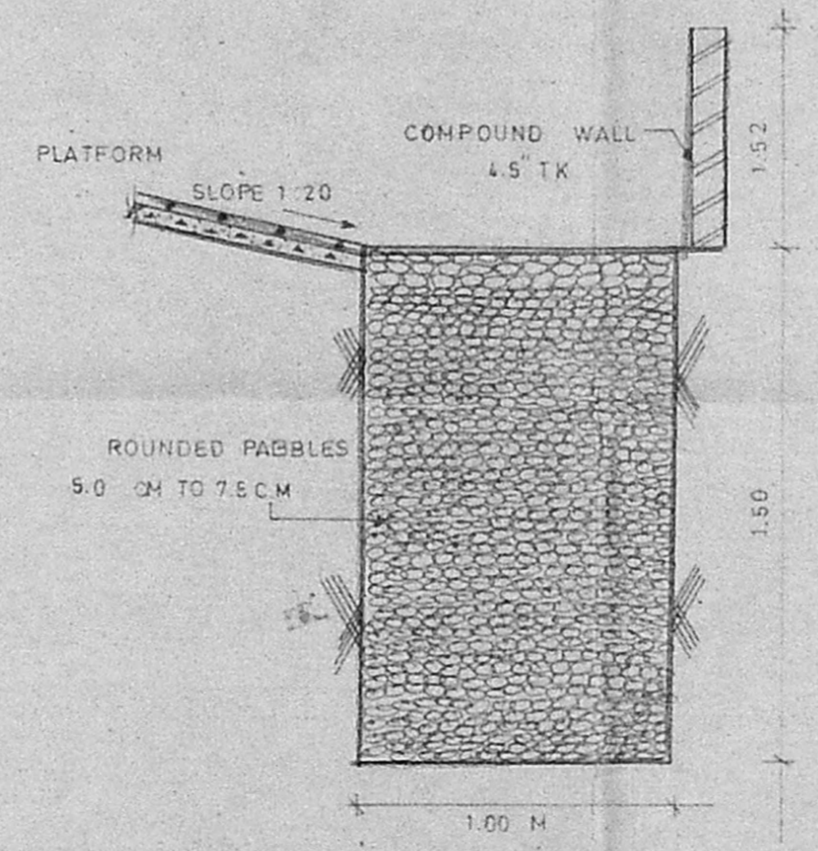 COMPOUND WALL
4.5" TK
1.52
PLATFORM
SLOPE 1:20
ROUNDED PABBLES
5.0 CM TO 7.5 CM
1.50
1.00 M